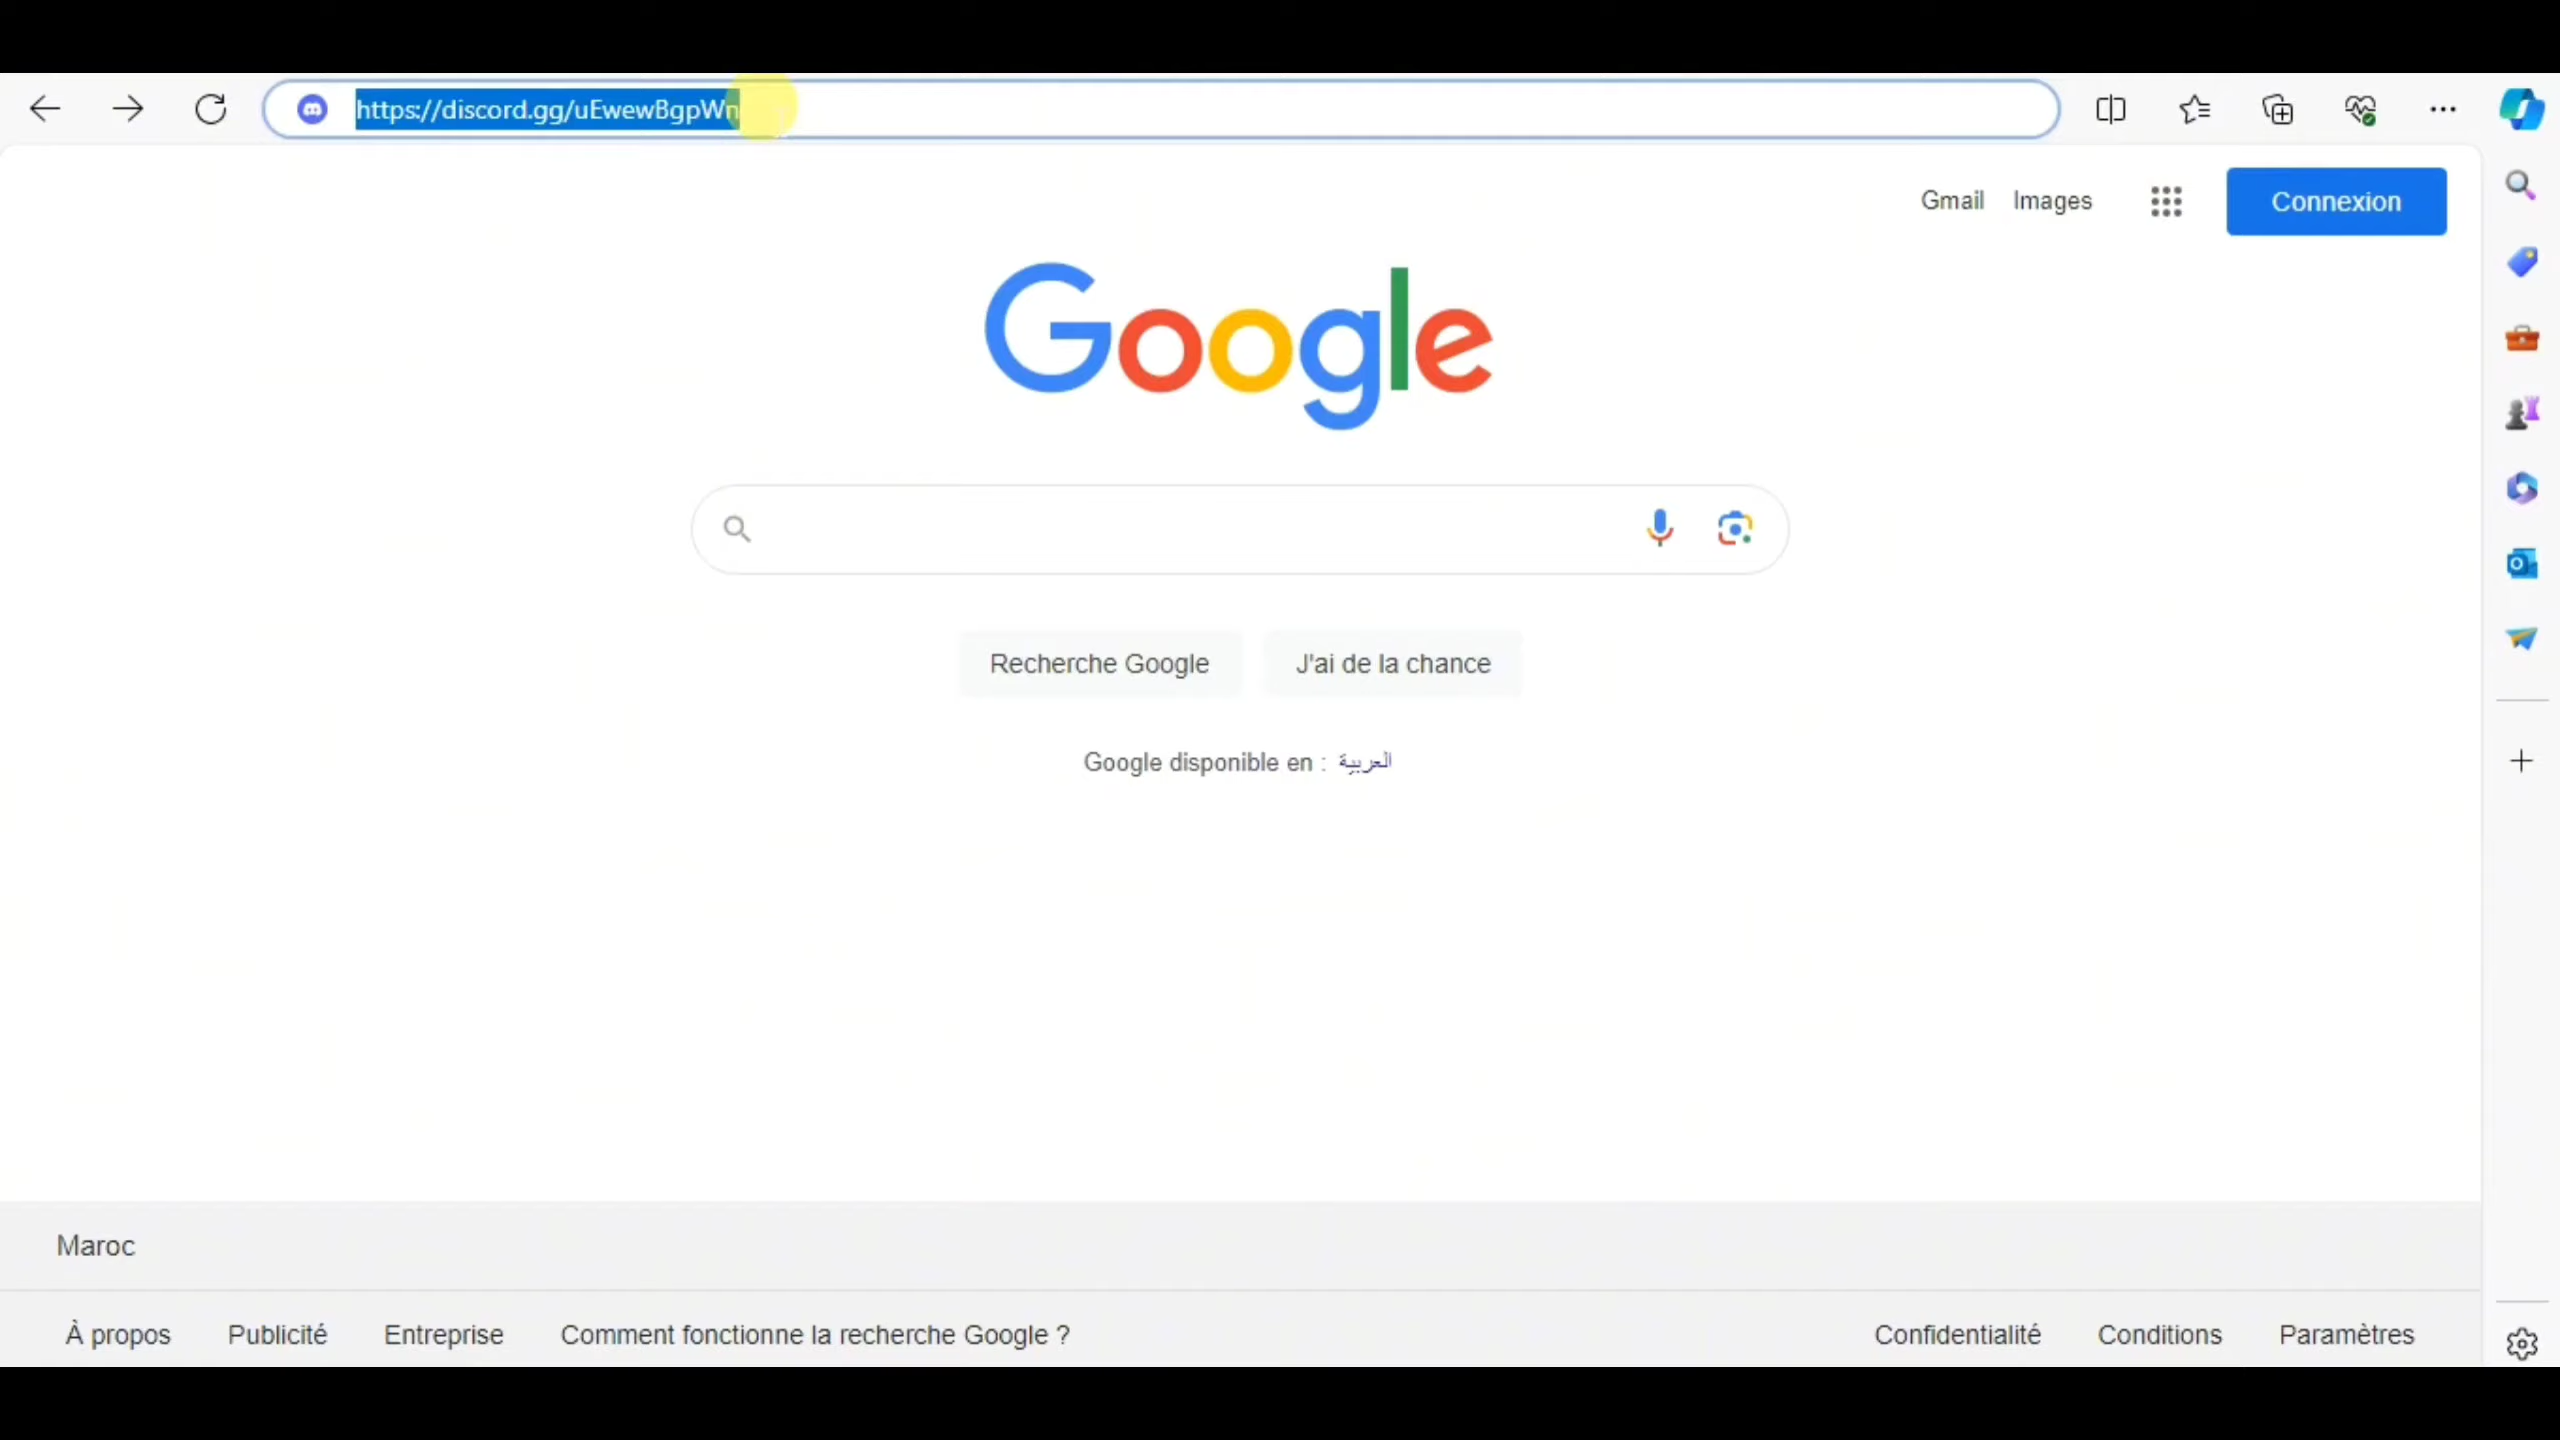 https://discord.gg/uEwewBgpWn
Gmail Images Connexion
Google
Recherche Google J'ai de la chance
Google disponible en : العربية
Maroc
À propos Publicité Entreprise Comment fonctionne la recherche Google ? Confidentialité Conditions Paramètres